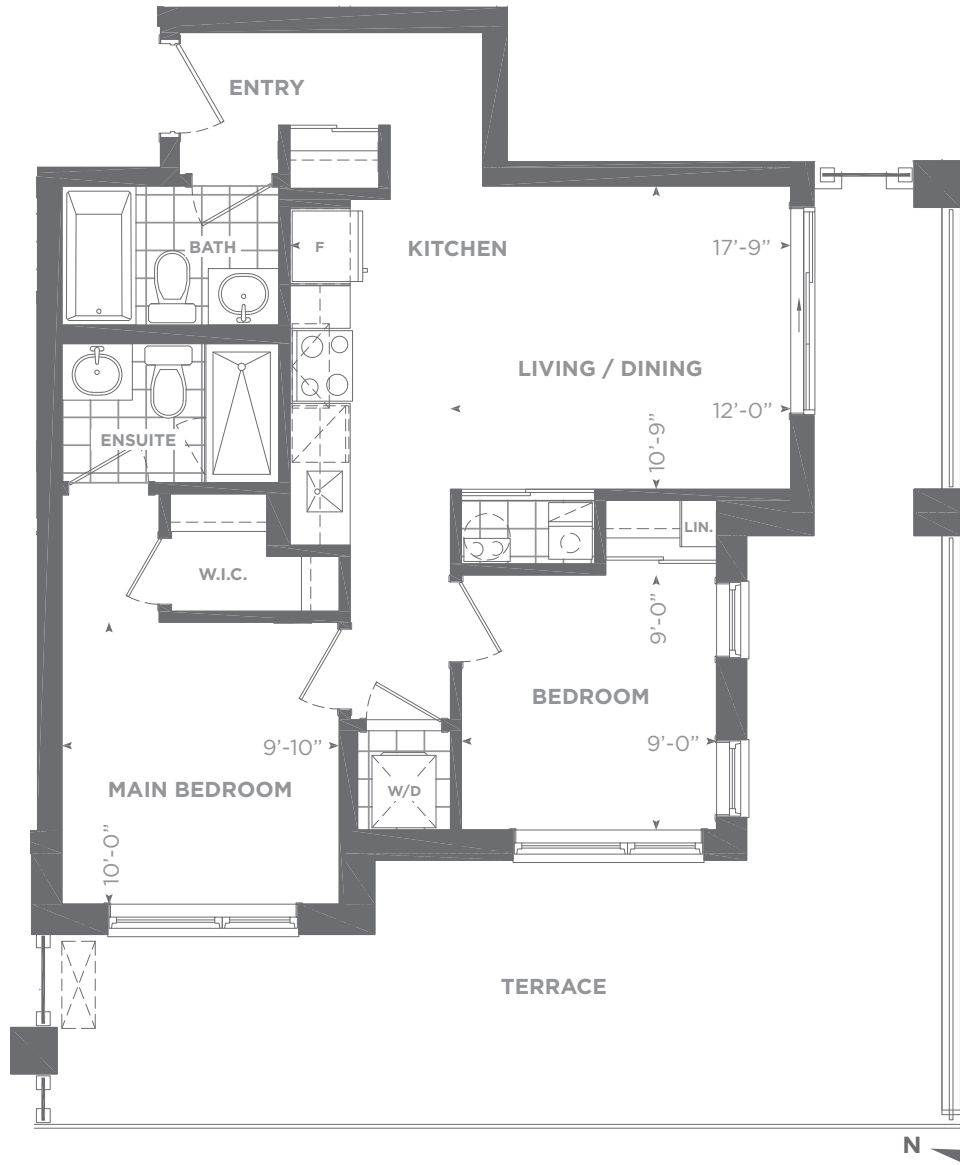 ENTRY
BATH
F
KITCHEN
17'-9"
LIVING / DINING
12'-0"
ENSUITE
10'-9"
LIN.
W.I.C.
9'-0"
BEDROOM
9'-10"
9'-0"
MAIN BEDROOM
W/D
10'-0"
TERRACE
N